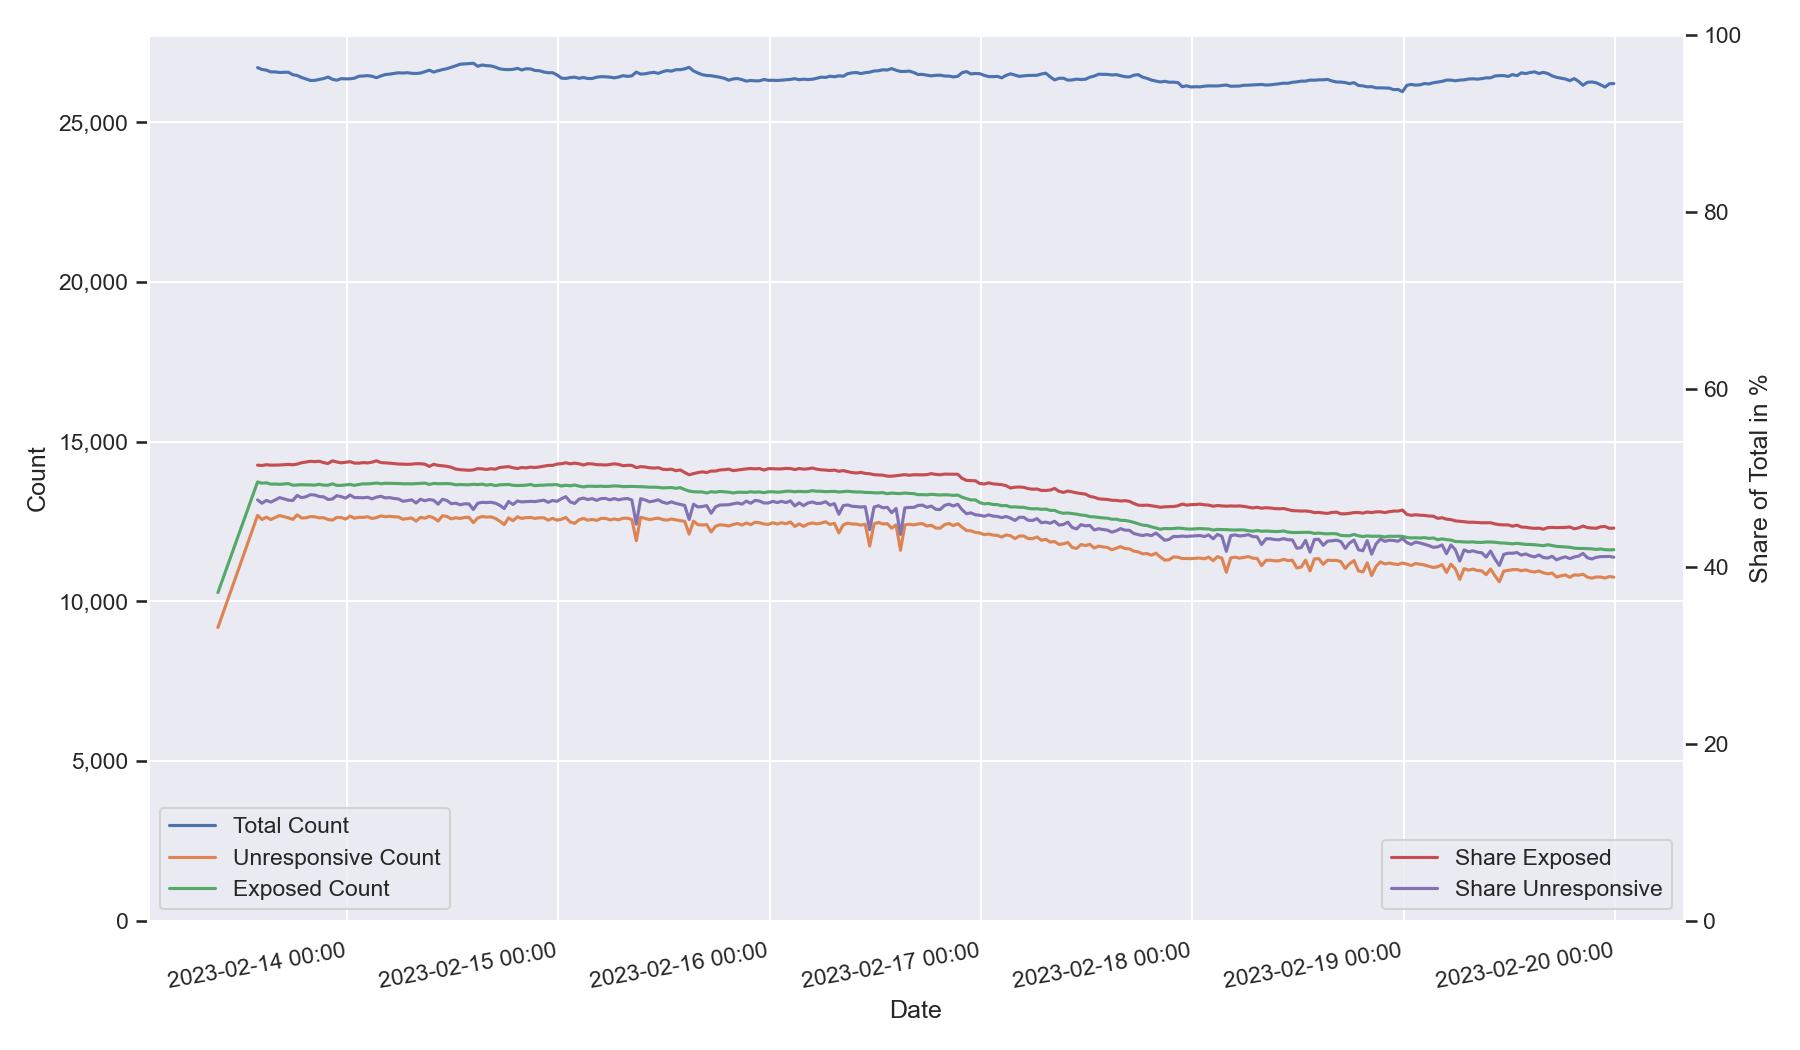 100
25,000
80
20,000
60
15,000
Count
Share of Total in %
40
10,000
5,000
20
Total Count
Unresponsive Count
Exposed Count
Share Exposed
Share Unresponsive
0
0
2023-02-14 00:00
2023-02-15 00:00
2023-02-16 00:00
2023-02-17 00:00
2023-02-18 00:00
2023-02-19 00:00
2023-02-20 00:00
Date